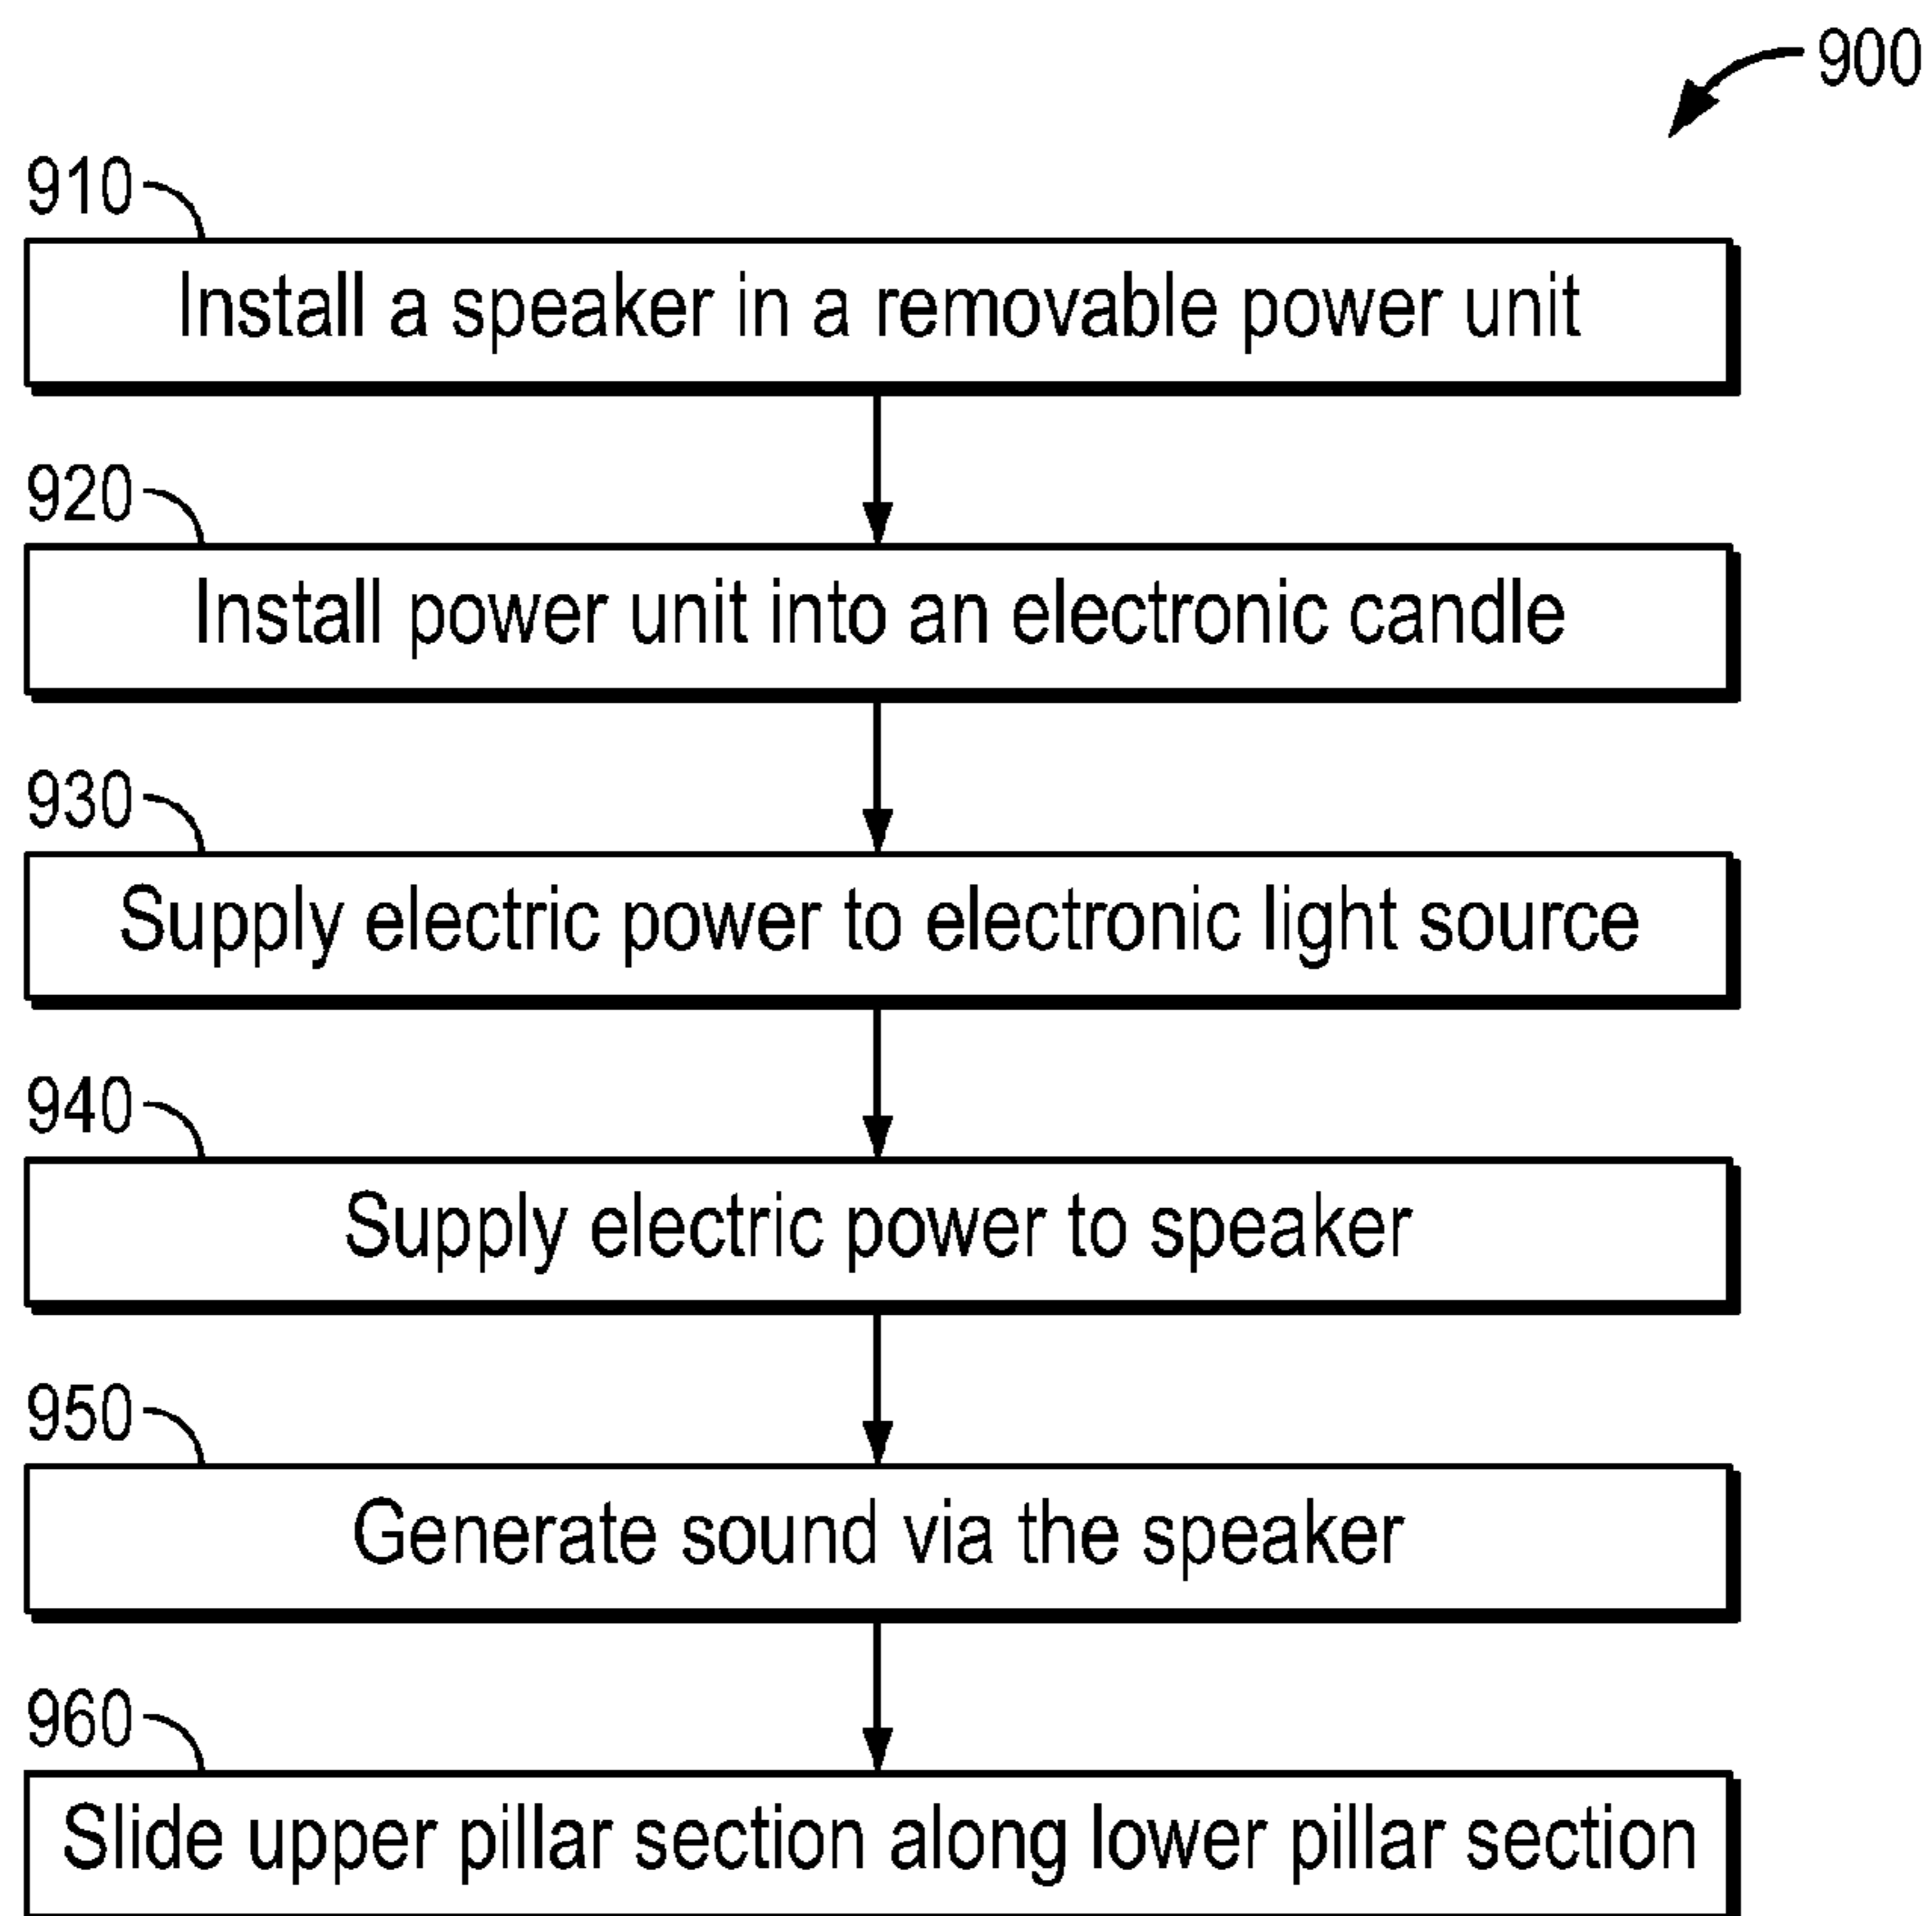 900
910
Install a speaker in a removable power unit
920
Install power unit into an electronic candle
930
Supply electric power to electronic light source
940
Supply electric power to speaker
950
Generate sound via the speaker
960
Slide upper pillar section along lower pillar section